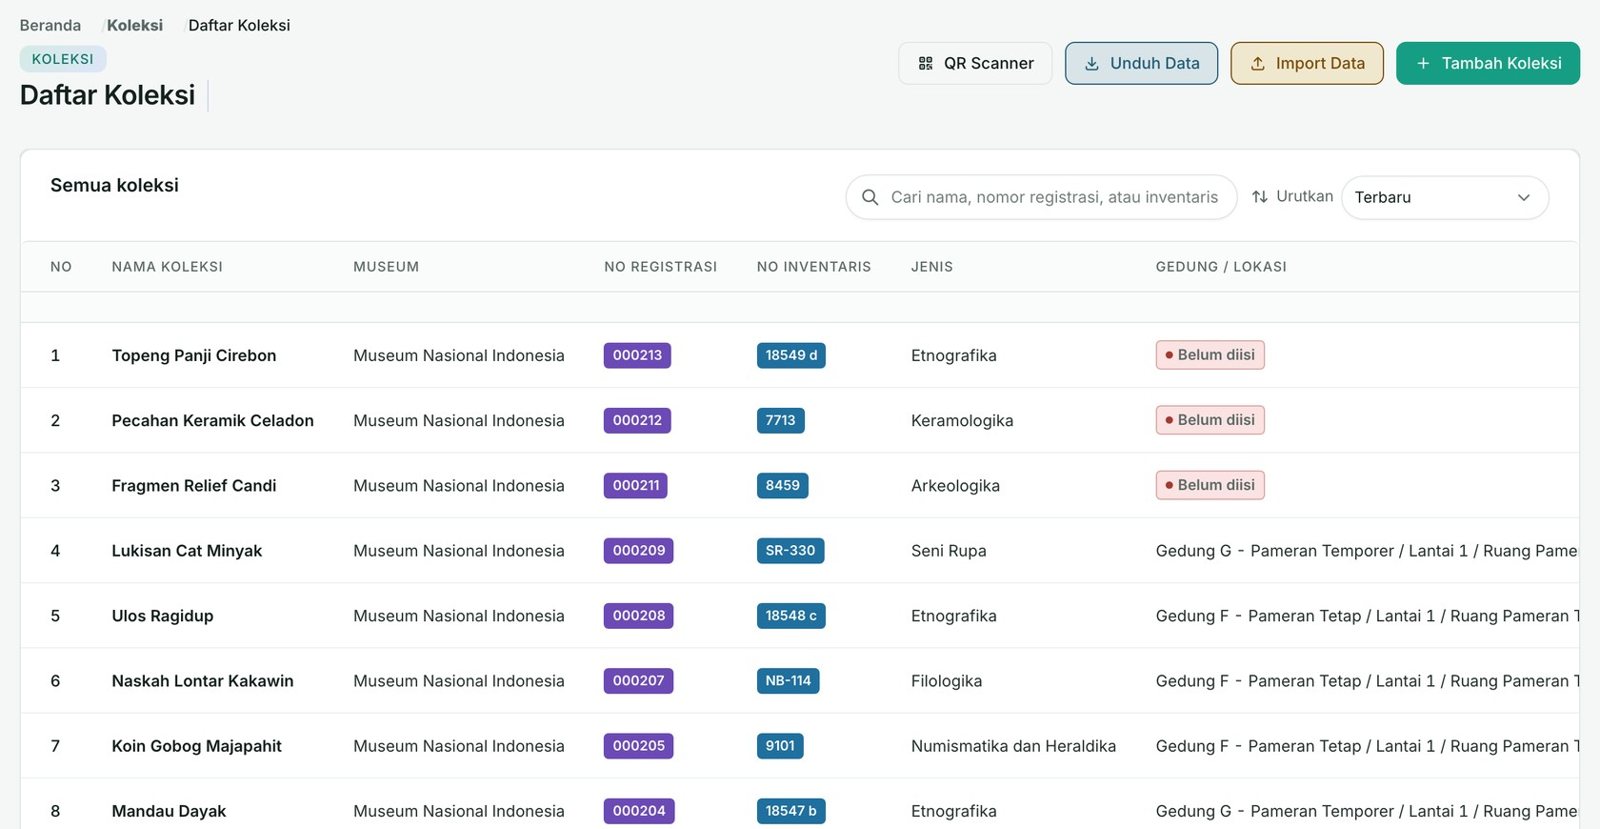 Beranda / Koleksi / Daftar Koleksi
KOLEKSI
Daftar Koleksi
QR Scanner
Unduh Data
Import Data
+ Tambah Koleksi
Semua koleksi
Cari nama, nomor registrasi, atau inventaris
Urutkan
Terbaru
NO NAMA KOLEKSI MUSEUM NO REGISTRASI NO INVENTARIS JENIS GEDUNG / LOKASI
1 Topeng Panji Cirebon Museum Nasional Indonesia 000213 18549 d Etnografika Belum diisi
2 Pecahan Keramik Celadon Museum Nasional Indonesia 000212 7713 Keramologika Belum diisi
3 Fragmen Relief Candi Museum Nasional Indonesia 000211 8459 Arkeologika Belum diisi
4 Lukisan Cat Minyak Museum Nasional Indonesia 000209 SR-330 Seni Rupa Gedung G - Pameran Temporer / Lantai 1 / Ruang Pame
5 Ulos Ragidup Museum Nasional Indonesia 000208 18548 c Etnografika Gedung F - Pameran Tetap / Lantai 1 / Ruang Pameran T
6 Naskah Lontar Kakawin Museum Nasional Indonesia 000207 NB-114 Filologika Gedung F - Pameran Tetap / Lantai 1 / Ruang Pameran T
7 Koin Gobog Majapahit Museum Nasional Indonesia 000205 9101 Numismatika dan Heraldika Gedung F - Pameran Tetap / Lantai 1 / Ruang Pameran T
8 Mandau Dayak Museum Nasional Indonesia 000204 18547 b Etnografika Gedung G - Pameran Temporer / Lantai 1 / Ruang Pame